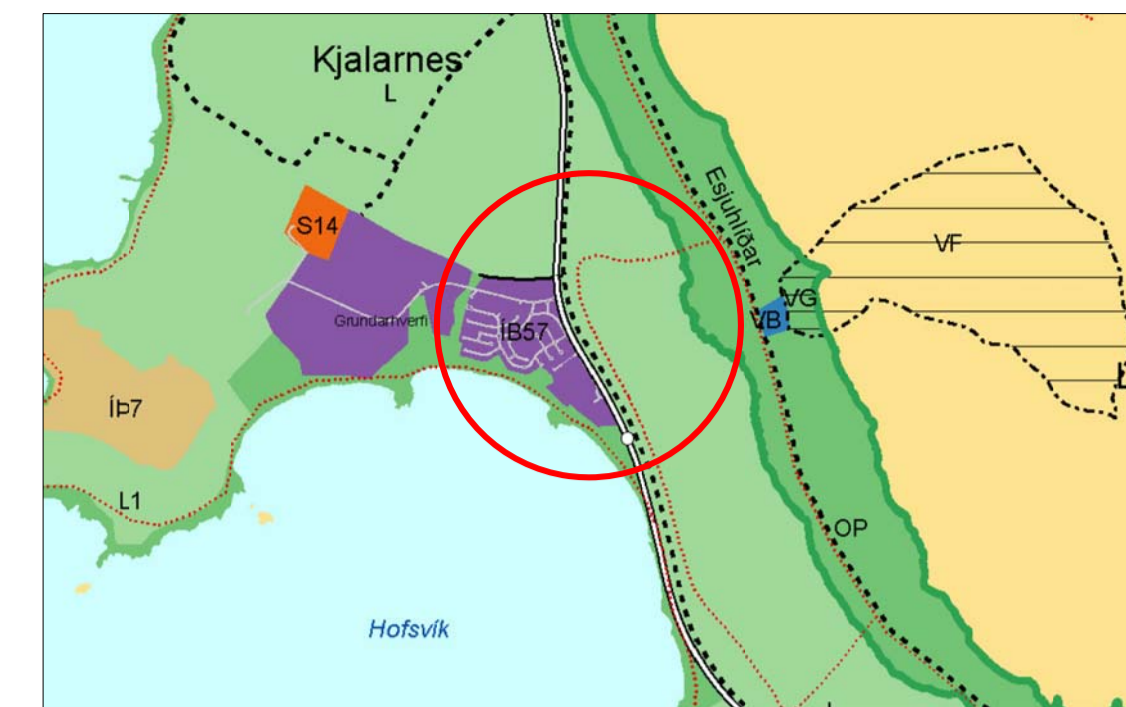 Kjalarnes
L
Esjuhlíðar
S14
VF
VG
VB
Grundarhverfi
ÍB57
ÍÞ7
L1
OP
Hofsvík